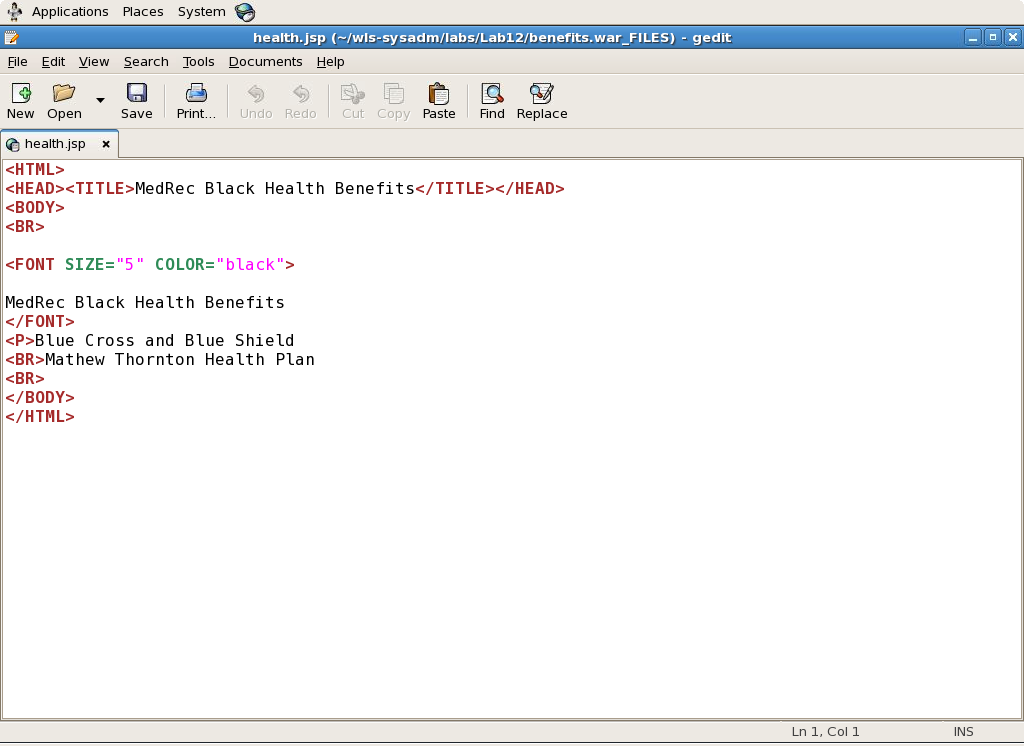 Applications Places System
health.jsp (~/wls-sysadm/labs/Lab12/benefits.war_FILES) - gedit
File Edit View Search Tools Documents Help
New Open Save Print... Undo Redo Cut Copy Paste Find Replace
health.jsp
<HTML>
<HEAD><TITLE>MedRec Black Health Benefits</TITLE></HEAD>
<BODY>
<BR>
<FONT SIZE="5" COLOR="black">
MedRec Black Health Benefits
</FONT>
<P>Blue Cross and Blue Shield
<BR>Mathew Thornton Health Plan
<BR>
</BODY>
</HTML>
Ln 1, Col 1 INS